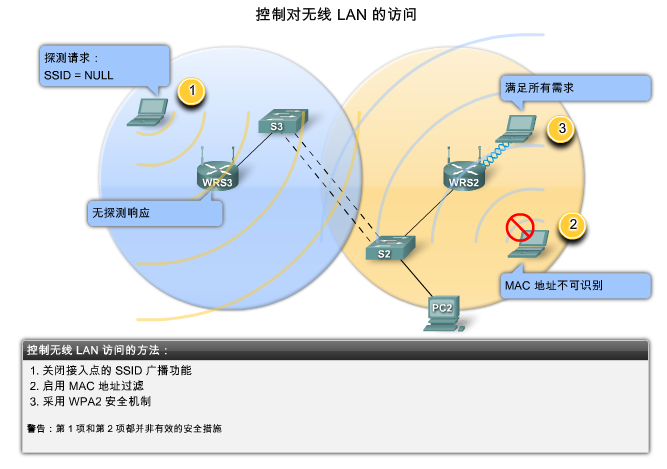 控制对无线 LAN 的访问
探测请求：
SSID = NULL
1
满足所有需求
S3
3
WRS3
WRS2
无探测响应
2
S2
MAC 地址不可识别
PC2
控制无线 LAN 访问的方法：
1. 关闭接入点的 SSID 广播功能
2. 启用 MAC 地址过滤
3. 采用 WPA2 安全机制
警告：第 1 项和第 2 项都并非有效的安全措施